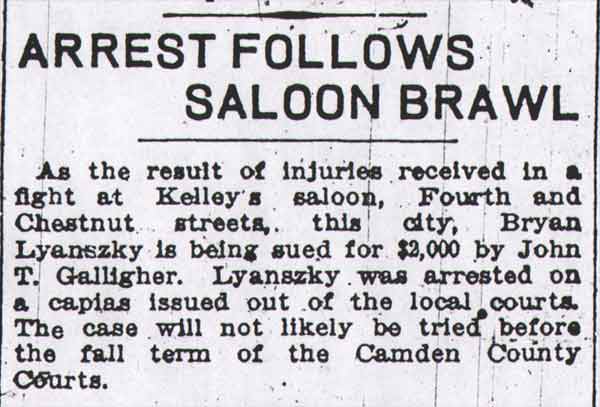 ARREST FOLLOWS
SALOON BRAWL
As the result of injuries received in a
fight at Kelley's saloon, Fourth and
Chestnut streets, this city, Bryan
Lyanszky is being sued for $2,000 by John
T. Galligher. Lyanszky was arrested on
a capias issued out of the local courts.
The case will not likely be tried before
the fall term of the Camden County
Courts.